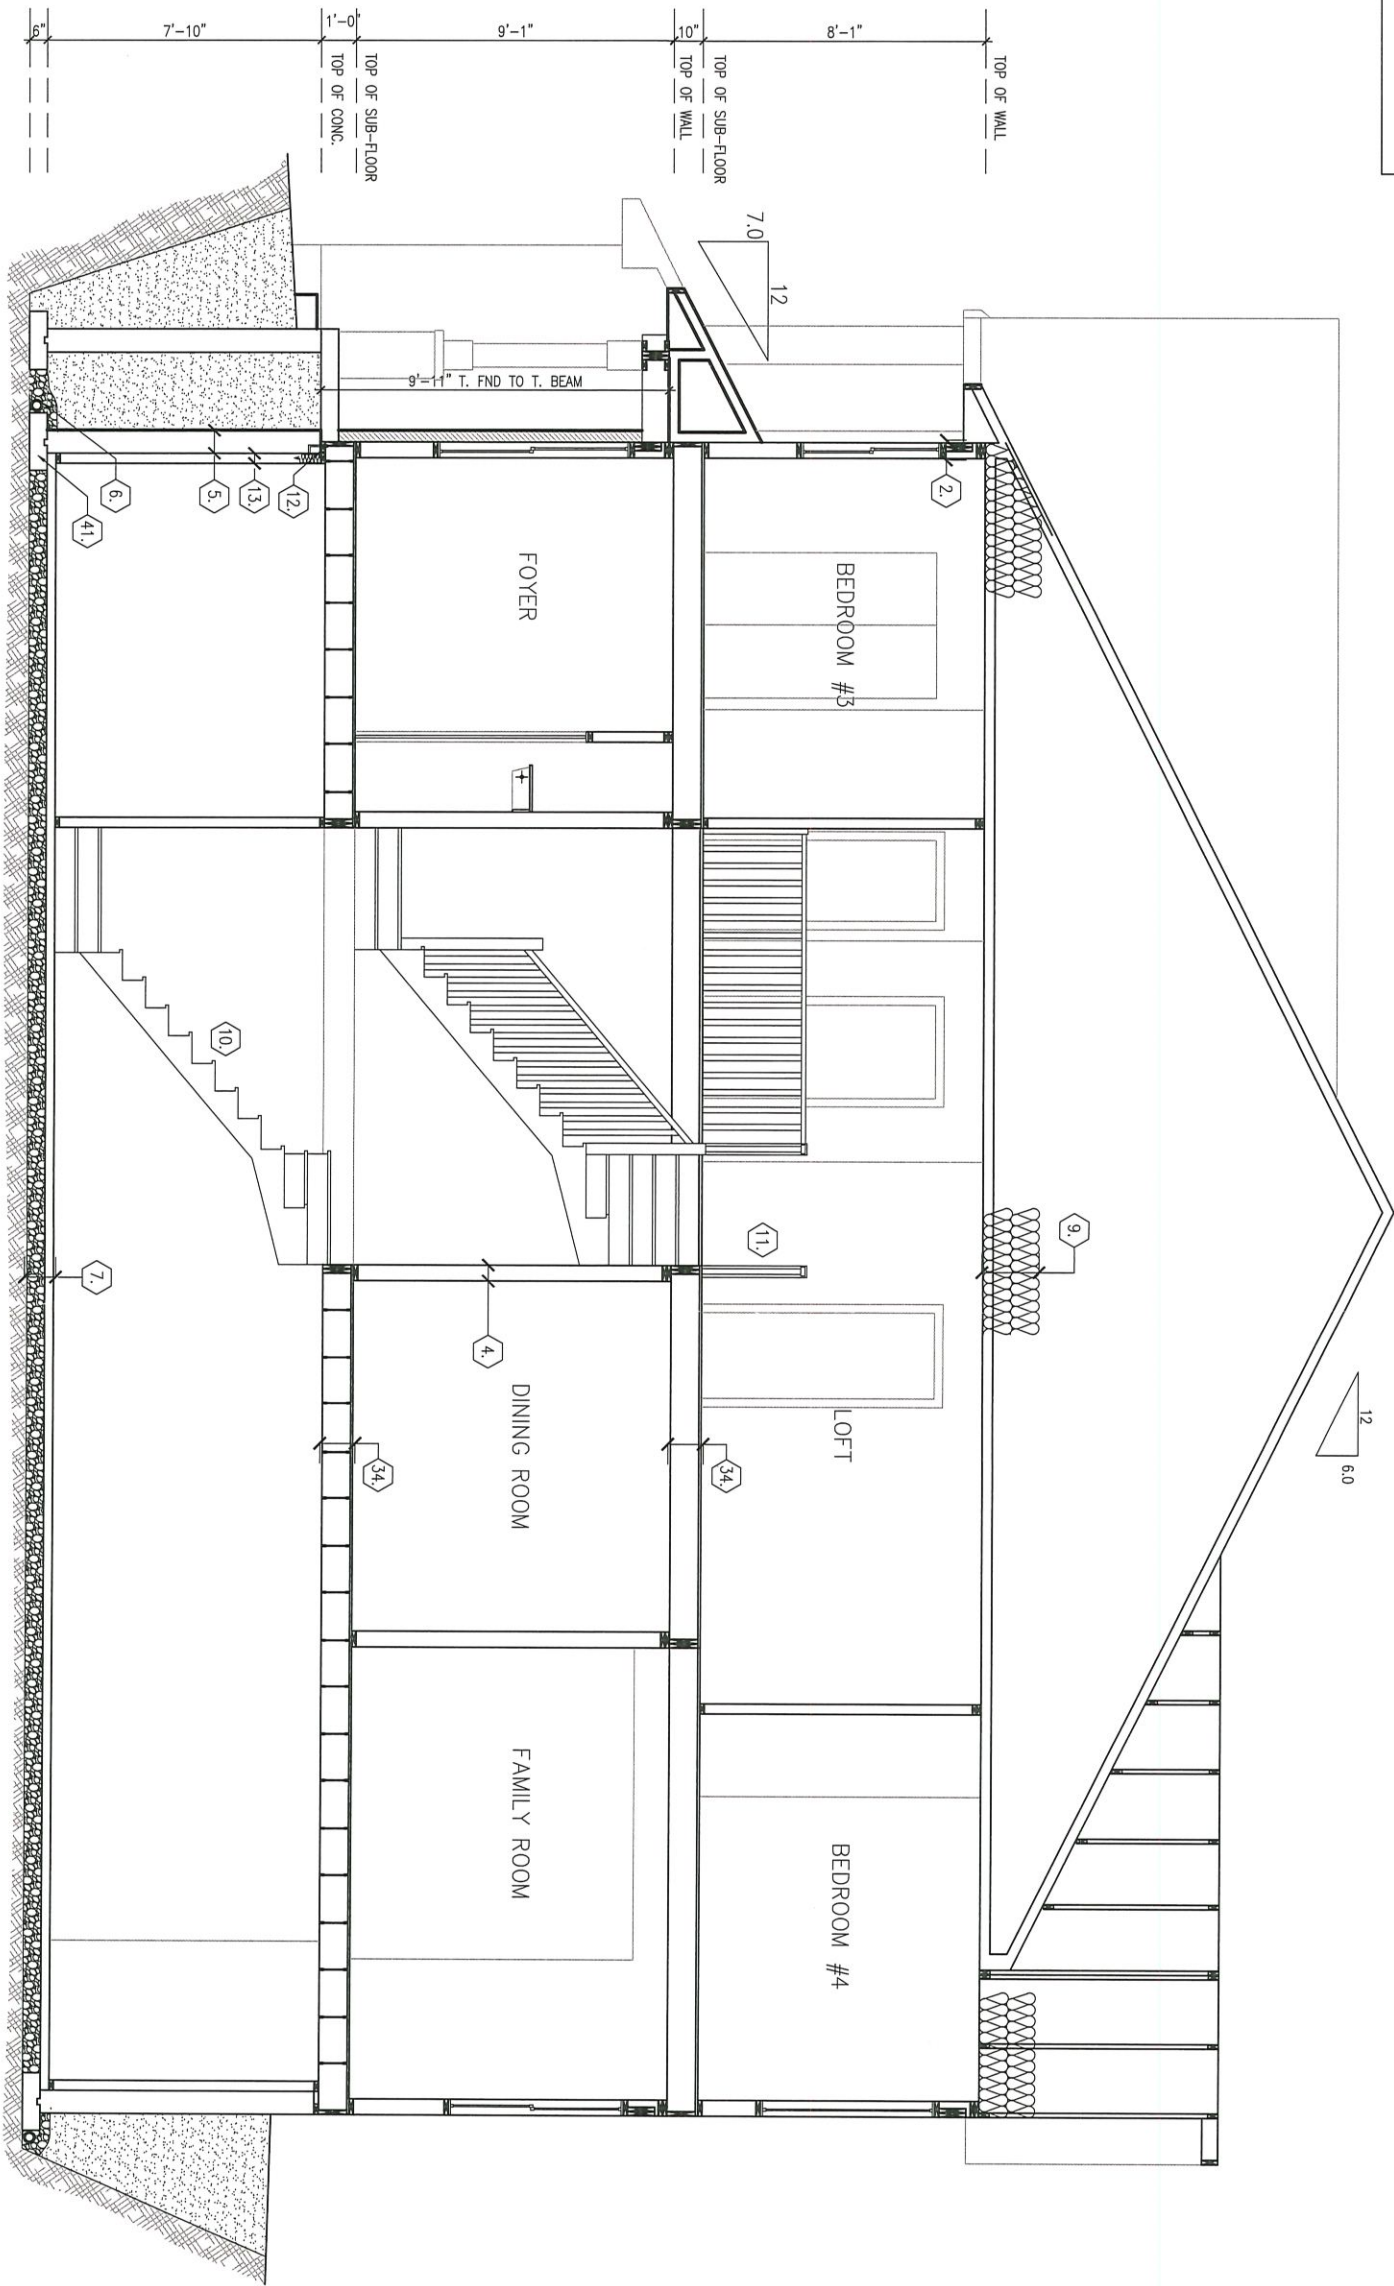 TOP OF WALL
8'-1"
TOP OF SUB-FLOOR
10"
TOP OF WALL
9'-1"
TOP OF SUB-FLOOR
1'-0"
TOP OF CONC.
7'-10"
6"
12
6.0
12
7.0
9.
2.
BEDROOM #3
11.
LOFT
BEDROOM #4
34.
9'-11" T. FND TO T. BEAM
FOYER
4.
DINING ROOM
FAMILY ROOM
34.
12.
13.
5.
10.
6.
41.
7.